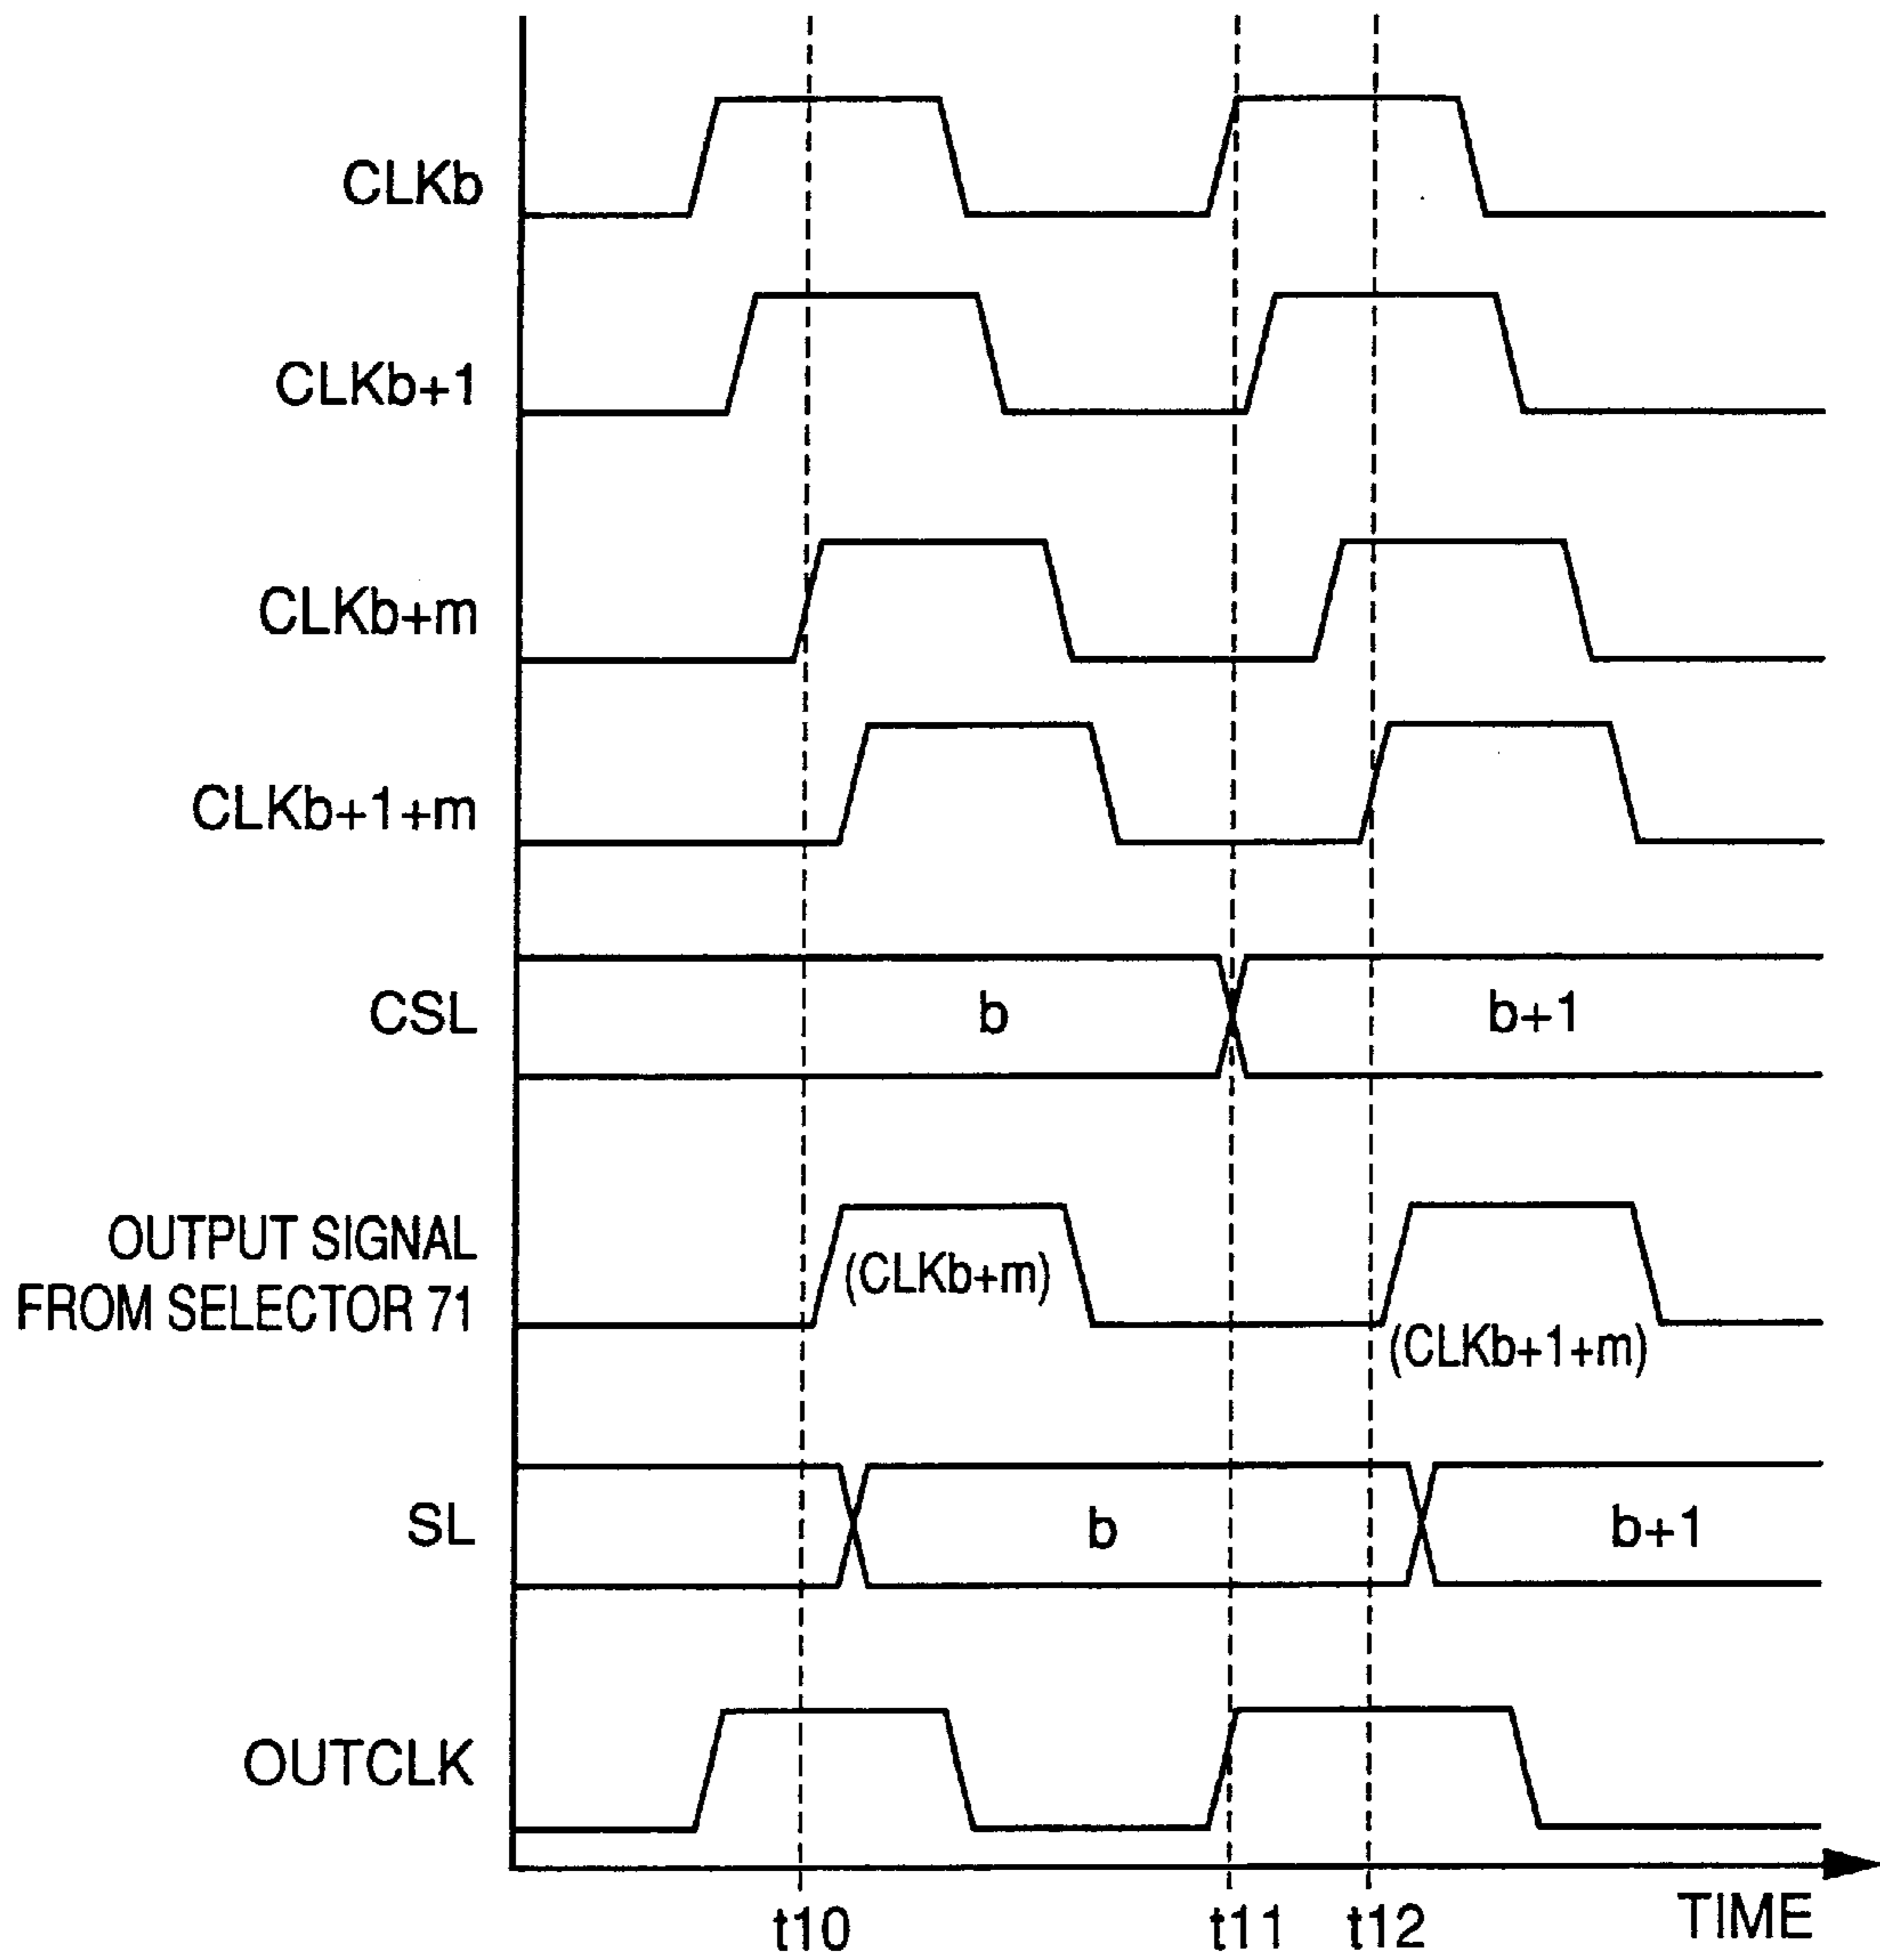 CLKb
CLKb+1
CLKb+m
CLKb+1+m
CSL
b
b+1
OUTPUT SIGNAL
FROM SELECTOR 71
(CLKb+m)
(CLKb+1+m)
SL
b
b+1
OUTCLK
t10
t11
t12
TIME